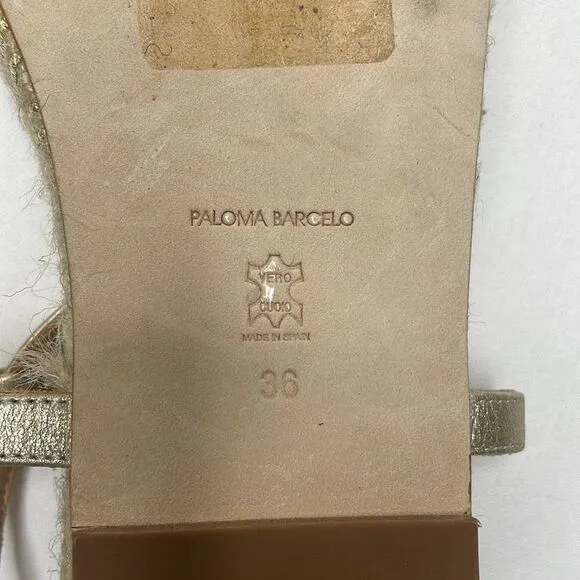 PALOMA BARCELO
VERO
CUOIO
MADE IN SPAIN
36